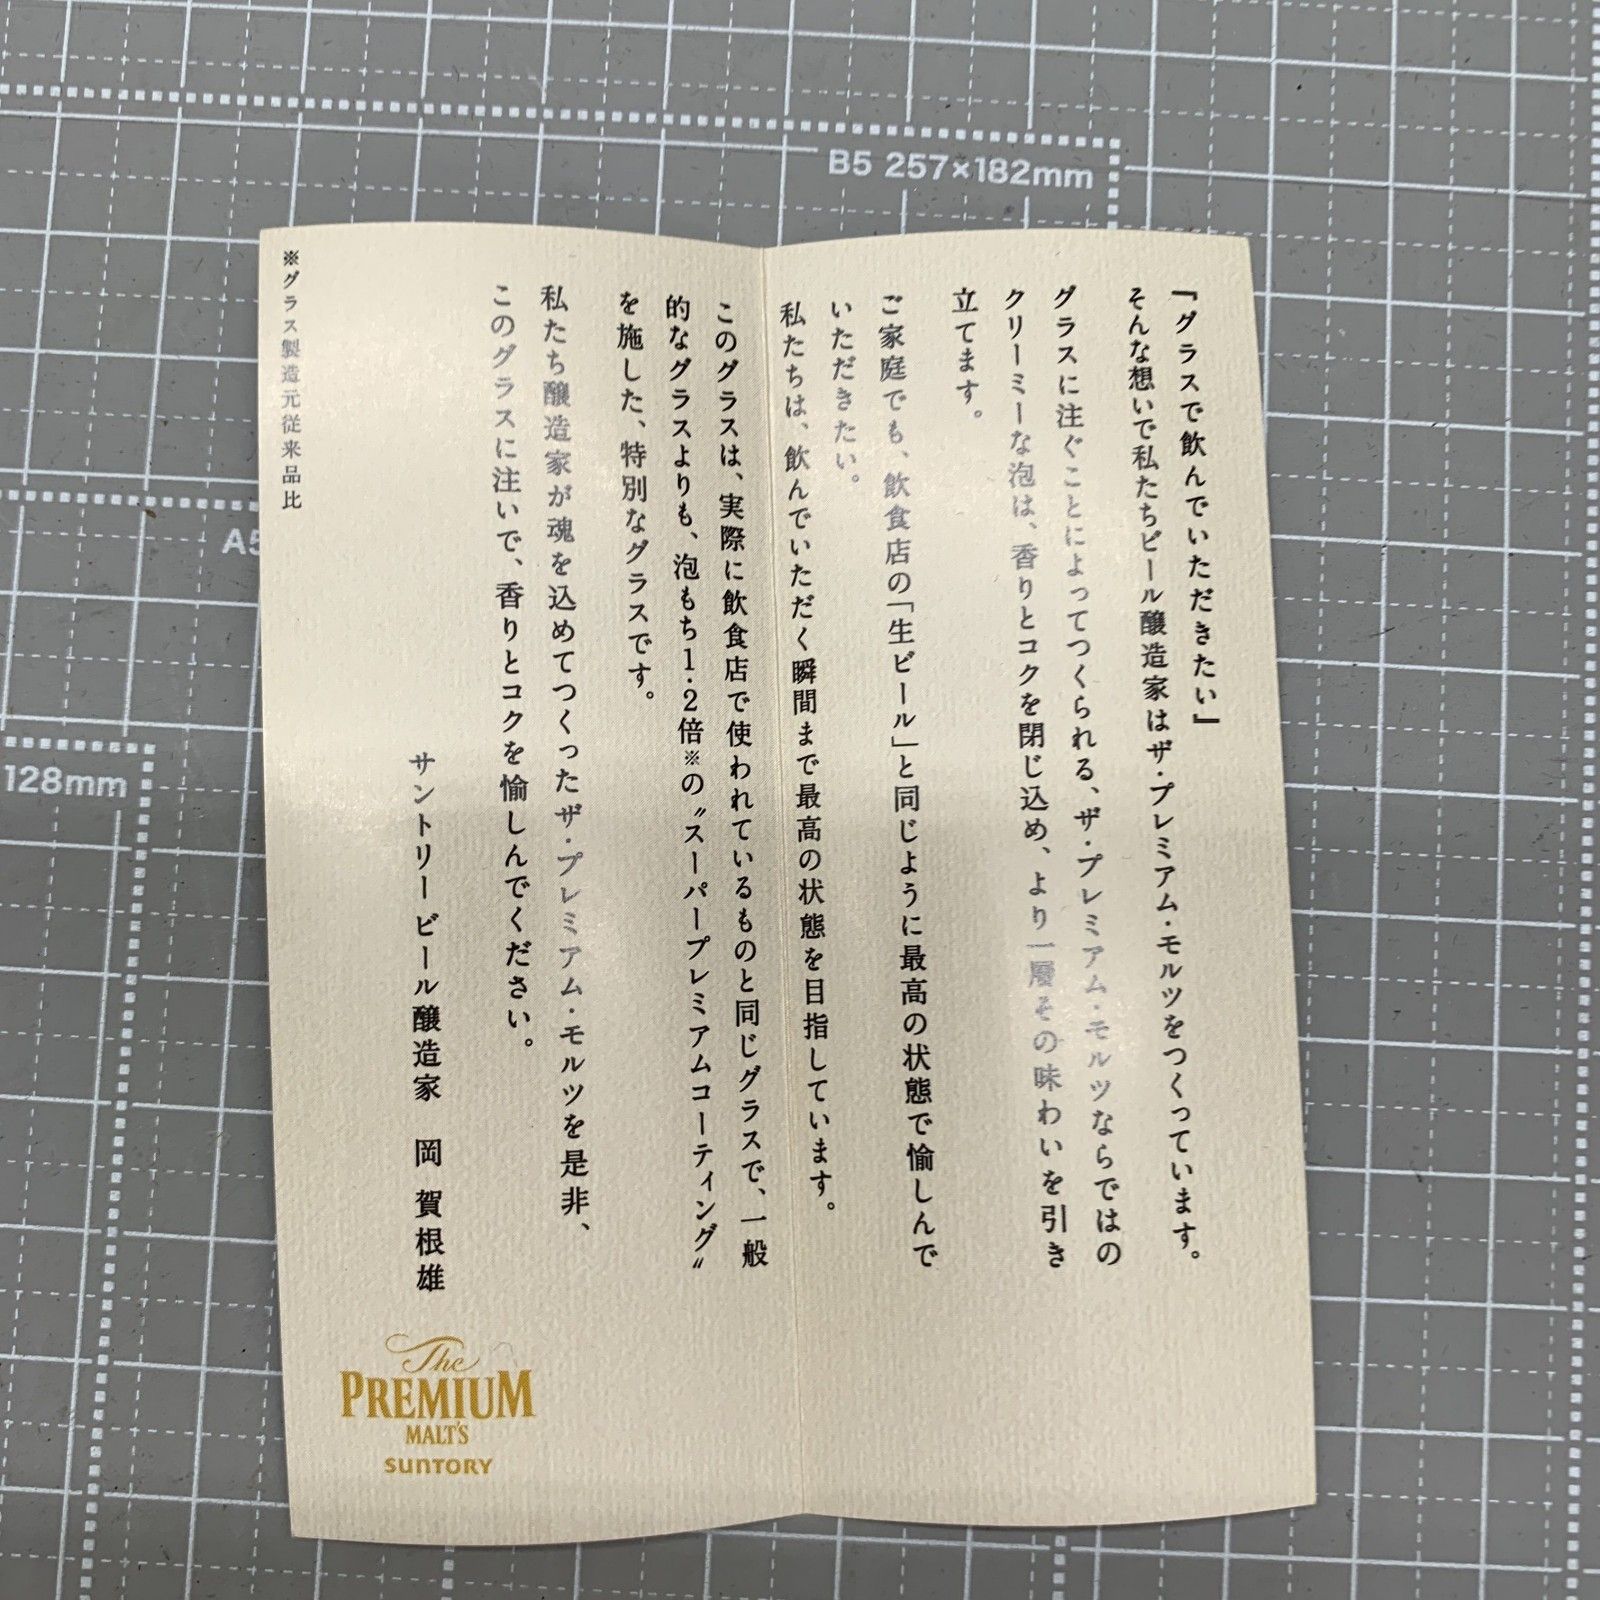 B5 257×182mm
A5
128mm
「グラスで飲んでいただきたい」
そんな想いで私たちビール醸造家はザ・プレミアム・モルツをつくっています。
グラスに注ぐことによってつくられる、ザ・プレミアム・モルツならではの
クリーミーな泡は、香りとコクを閉じ込め、より一層その味わいを引き
立てます。
ご家庭でも、飲食店の「生ビール」と同じように最高の状態で愉しんで
いただきたい。
私たちは、飲んでいただく瞬間まで最高の状態を目指しています。
このグラスは、実際に飲食店で使われているものと同じグラスで、一般
的なグラスよりも、泡もち1.2倍※の〝スーパープレミアムコーティング〟
を施した、特別なグラスです。
私たち醸造家が魂を込めてつくったザ・プレミアム・モルツを是非、
このグラスに注いで、香りとコクを愉しんでください。
サントリービール醸造家 岡 賀根雄
※グラス製造元従来品比
The
PREMIUM
MALT'S
SUNTORY